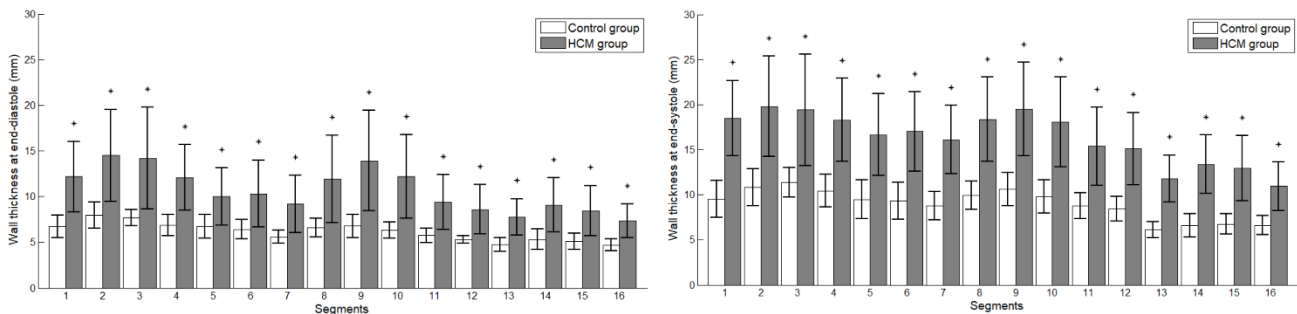 30
25
20
15
10
5
0
Wall thickness at end-diastole (mm)
Control group
HCM group
+ + + + + + + + + + + + + + + +
1 2 3 4 5 6 7 8 9 10 11 12 13 14 15 16
Segments
30
25
20
15
10
5
0
Wall thickness at end-systole (mm)
Control group
HCM group
+ + + + + + + + + + + + + + + +
1 2 3 4 5 6 7 8 9 10 11 12 13 14 15 16
Segments